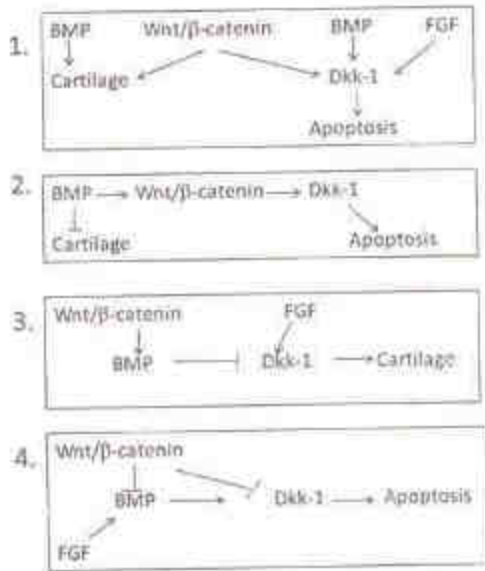 1.
BMP Wnt/β-catenin BMP FGF
Cartilage Dkk-1
Apoptosis
2.
BMP Wnt/β-catenin Dkk-1
Cartilage Apoptosis
3.
Wnt/β-catenin FGF
BMP Dkk-1 Cartilage
4.
Wnt/β-catenin
BMP Dkk-1 Apoptosis
FGF